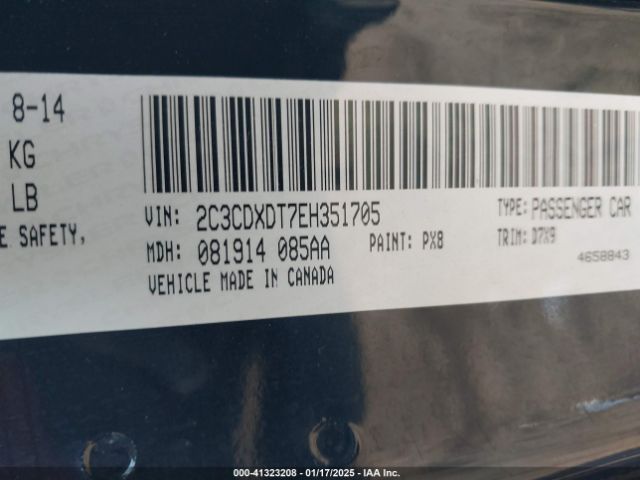 8-14
KG
LB
E SAFETY,
VIN: 2C3CDXDT7EH351705
TYPE: PASSENGER CAR
MDH: 081914 085AA
PAINT: PX8
TRIM: D7X9
VEHICLE MADE IN CANADA
4658843
000-41323208 - 01/17/2025 - IAA Inc.